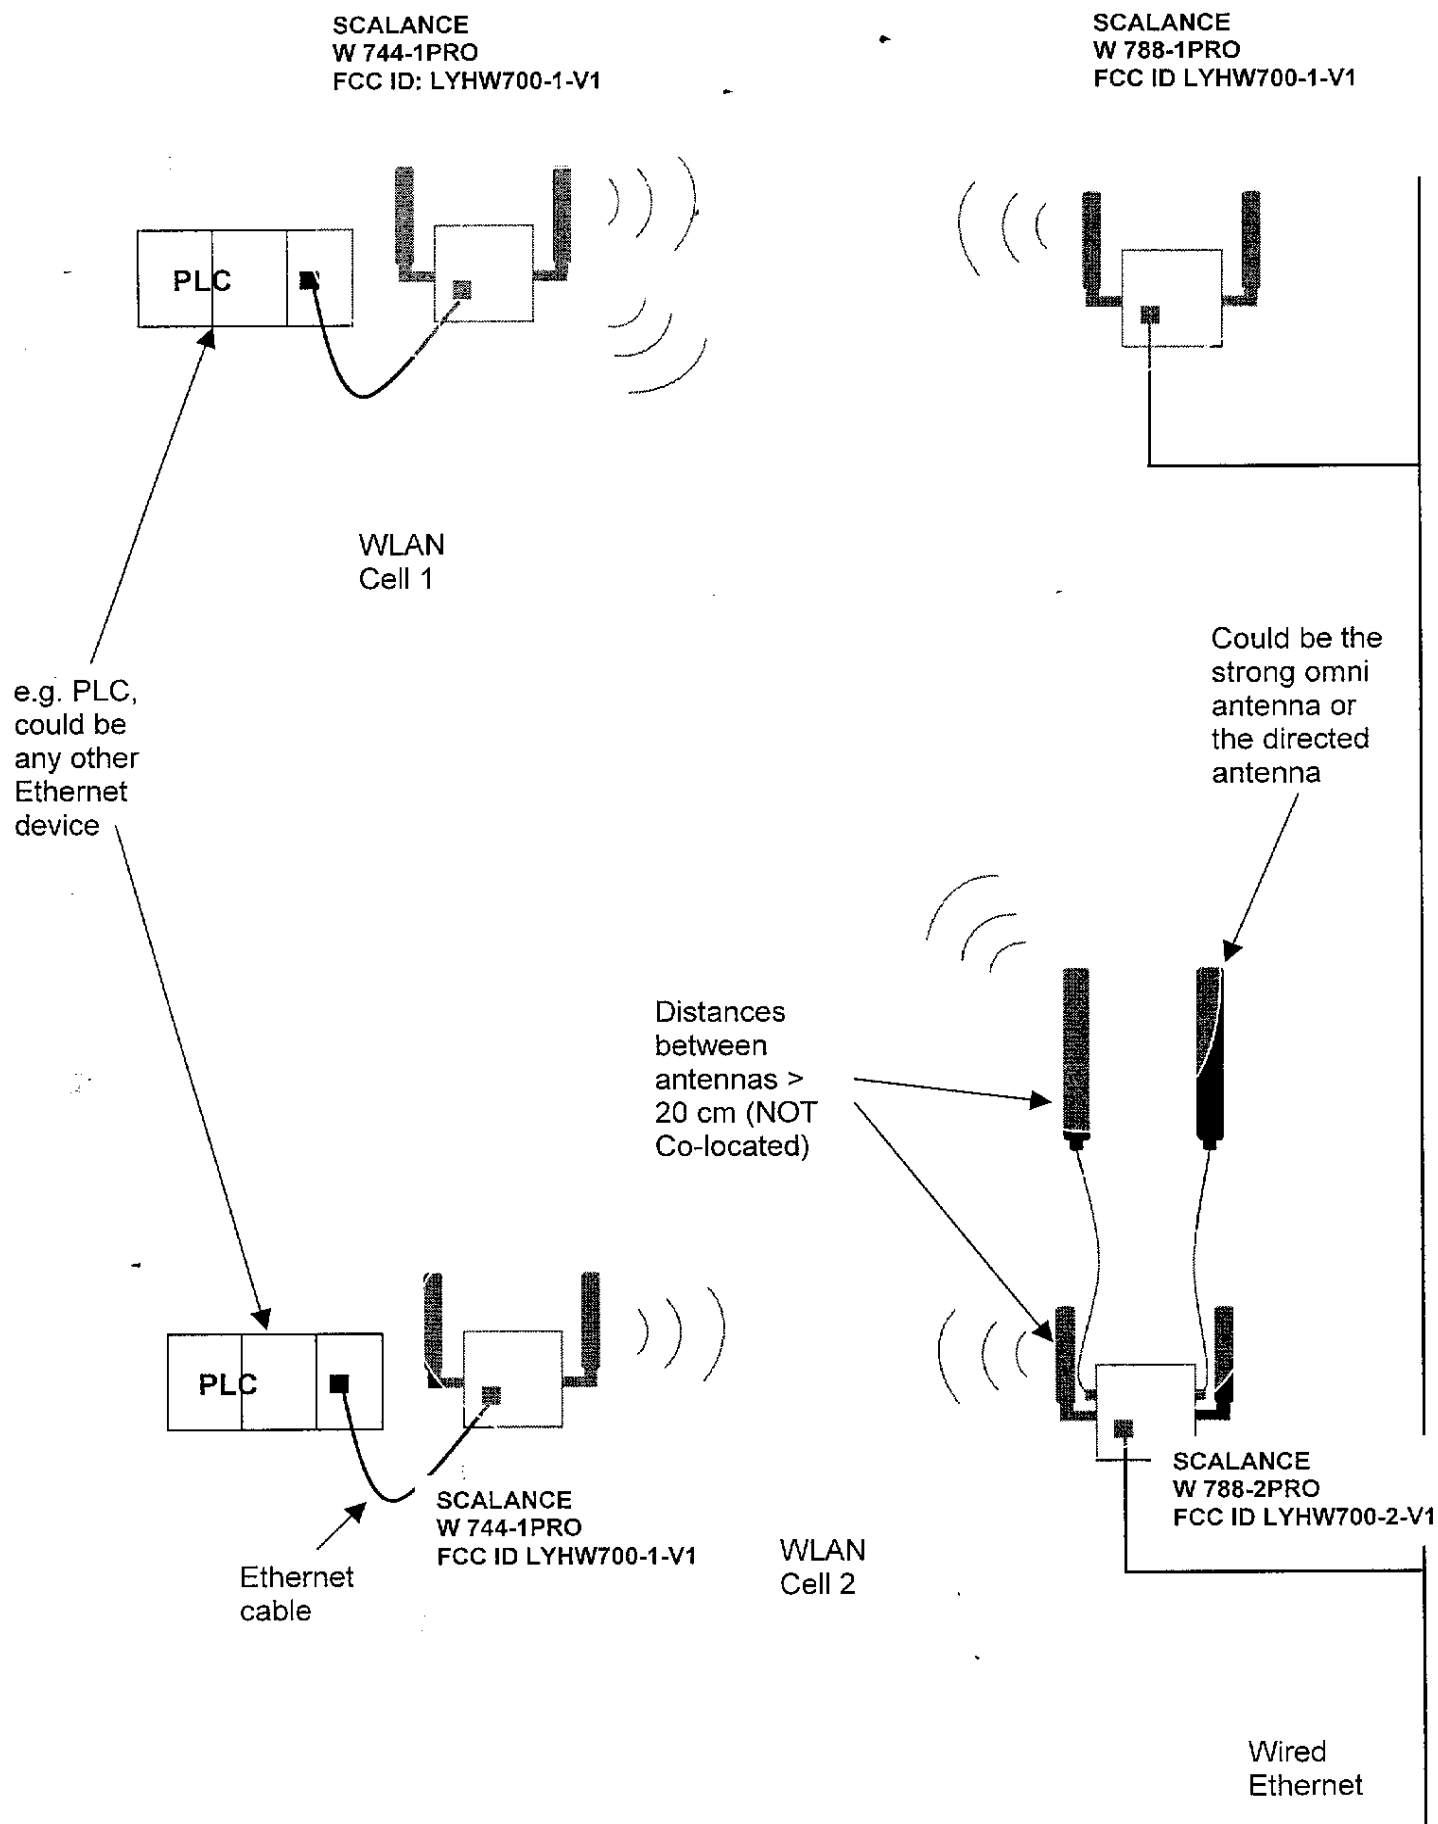 SCALANCE
W 744-1PRO
FCC ID: LYHW700-1-V1
SCALANCE
W 788-1PRO
FCC ID LYHW700-1-V1
PLC
WLAN
Cell 1
e.g. PLC,
could be
any other
Ethernet
device
Could be the
strong omni
antenna or
the directed
antenna
Distances
between
antennas >
20 cm (NOT
Co-located)
PLC
SCALANCE
W 744-1PRO
FCC ID LYHW700-1-V1
Ethernet
cable
WLAN
Cell 2
SCALANCE
W 788-2PRO
FCC ID LYHW700-2-V1
Wired
Ethernet